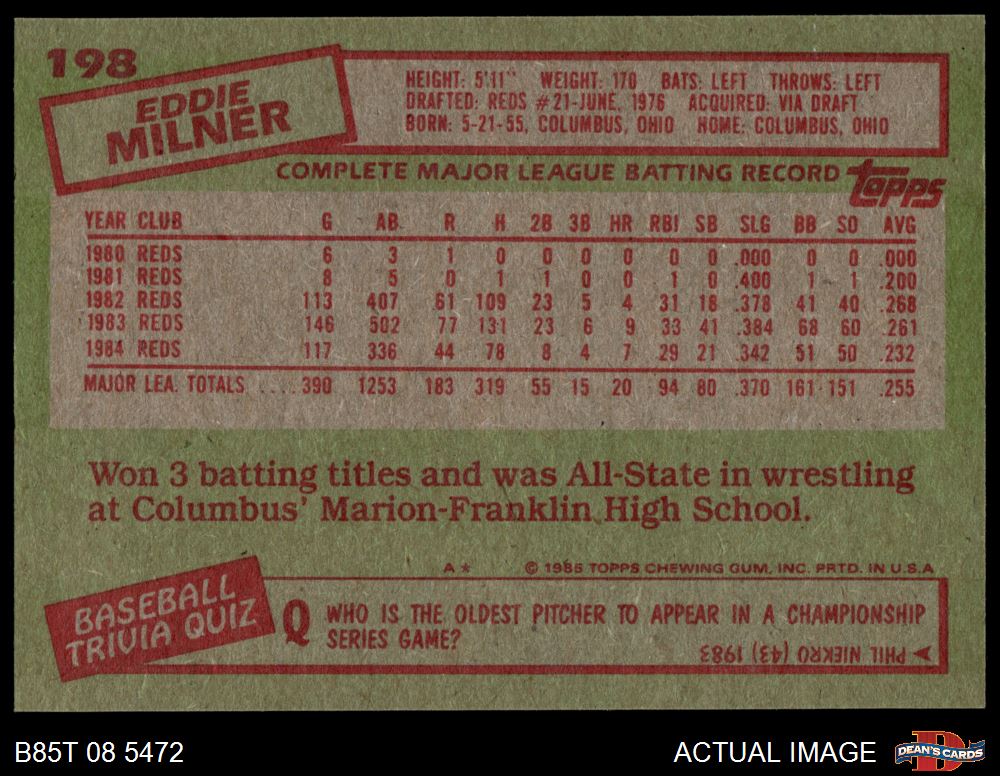 198
EDDIE
MILNER
HEIGHT: 5'11" WEIGHT: 170 BATS: LEFT THROWS: LEFT
DRAFTED: REDS #21-JUNE, 1976 ACQUIRED: VIA DRAFT
BORN: 5-21-55, COLUMBUS, OHIO HOME: COLUMBUS, OHIO
COMPLETE MAJOR LEAGUE BATTING RECORD topps
YEAR CLUB G AB R H 2B 3B HR RBI SB SLG BB SO AVG
1980 REDS 6 3 1 0 0 0 0 0 0 .000 0 0 .000
1981 REDS 8 5 0 1 1 0 0 1 0 .400 1 1 .200
1982 REDS 113 407 61 109 23 5 4 31 18 .378 41 40 .268
1983 REDS 146 502 77 131 23 6 9 33 41 .384 68 60 .261
1984 REDS 117 336 44 78 8 4 7 29 21 .342 51 50 .232
MAJOR LEA. TOTALS .... 390 1253 183 319 55 15 20 94 80 .370 161 151 .255
Won 3 batting titles and was All-State in wrestling
at Columbus' Marion-Franklin High School.
A * © 1985 TOPPS CHEWING GUM, INC. PRTD. IN U.S.A
BASEBALL
TRIVIA QUIZ
Q WHO IS THE OLDEST PITCHER TO APPEAR IN A CHAMPIONSHIP
SERIES GAME?
PHIL NIEKRO (43) 1983
B85T 08 5472 ACTUAL IMAGE DEAN'S CARDS